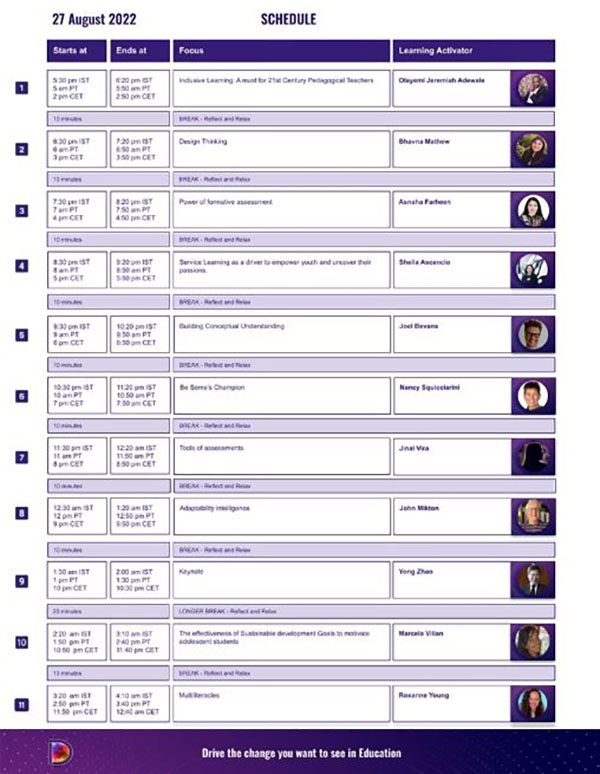 27 August 2022
SCHEDULE
Starts at Ends at Focus Learning Activator
1
5:30 pm IST 6:20 pm IST Inclusive Learning: A must for 21st Century Pedagogical Teachers Olayemi Jeremiah Adewale
5 am PT 5:50 am PT
2 pm CET 2:50 pm CET
10 minutes BREAK - Reflect and Relax
2
6:30 pm IST 7:20 pm IST Design Thinking Bhavna Mathew
6 am PT 6:50 am PT
3 pm CET 3:50 pm CET
10 minutes BREAK - Reflect and Relax
3
7:30 pm IST 8:20 pm IST Power of formative assessment Asnaha Farheen
7 am PT 7:50 am PT
4 pm CET 4:50 pm CET
10 minutes BREAK - Reflect and Relax
4
8:30 pm IST 9:20 pm IST Service Learning as a driver to empower youth and uncover their Sheila Ascencio
8 am PT 8:50 am PT passions.
5 pm CET 5:50 pm CET
10 minutes BREAK - Reflect and Relax
5
9:30 pm IST 10:20 pm IST Building Conceptual Understanding Joel Bevans
9 am PT 9:50 am PT
6 pm CET 6:50 pm CET
10 minutes BREAK - Reflect and Relax
6
10:30 pm IST 11:20 pm IST Be Some's Champion Nancy Squicciarini
10 am PT 10:50 am PT
7 pm CET 7:50 pm CET
10 minutes BREAK - Reflect and Relax
7
11:30 pm IST 12:20 am IST Tools of assessments Jinal Vira
11 am PT 11:50 am PT
8 pm CET 8:50 pm CET
10 minutes BREAK - Reflect and Relax
8
12:30 am IST 1:20 am IST Adaptability intelligence John Mikton
12 pm PT 12:50 pm PT
9 pm CET 9:50 pm CET
10 minutes BREAK - Reflect and Relax
9
1:30 am IST 2:00 am IST Keynote Yong Zhao
1 pm PT 1:30 pm PT
10 pm CET 10:30 pm CET
20 minutes LONGER BREAK - Reflect and Relax
10
2:20 am IST 3:10 am IST The effectiveness of Sustainable development Goals to motivate Marcela Villan
1:50 pm PT 2:40 pm PT adolescent students
10:50 pm CET 11:40 pm CET
10 minutes BREAK - Reflect and Relax
11
3:20 am IST 4:10 am IST Multiliteracies Roxanne Young
2:50 pm PT 3:40 pm PT
11:50 pm CET 12:40 am CET
Drive the change you want to see in Education